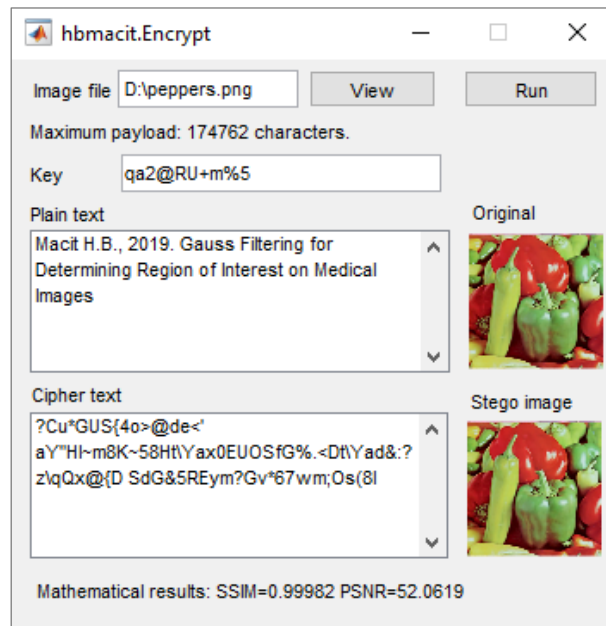 hbmacit.Encrypt
Image file D:\peppers.png View Run
Maximum payload: 174762 characters.
Key qa2@RU+m%5
Plain text Original
Macit H.B., 2019. Gauss Filtering for
Determining Region of Interest on Medical
Images
Cipher text Stego image
?Cu*GUS{4o>@de<'
aY"Hl~m8K~58Ht\Yax0EUOSfG%.<Dt\Yad&:?
z\qQx@{D SdG&5REym?Gv*67wm;Os(8l
Mathematical results: SSIM=0.99982 PSNR=52.0619